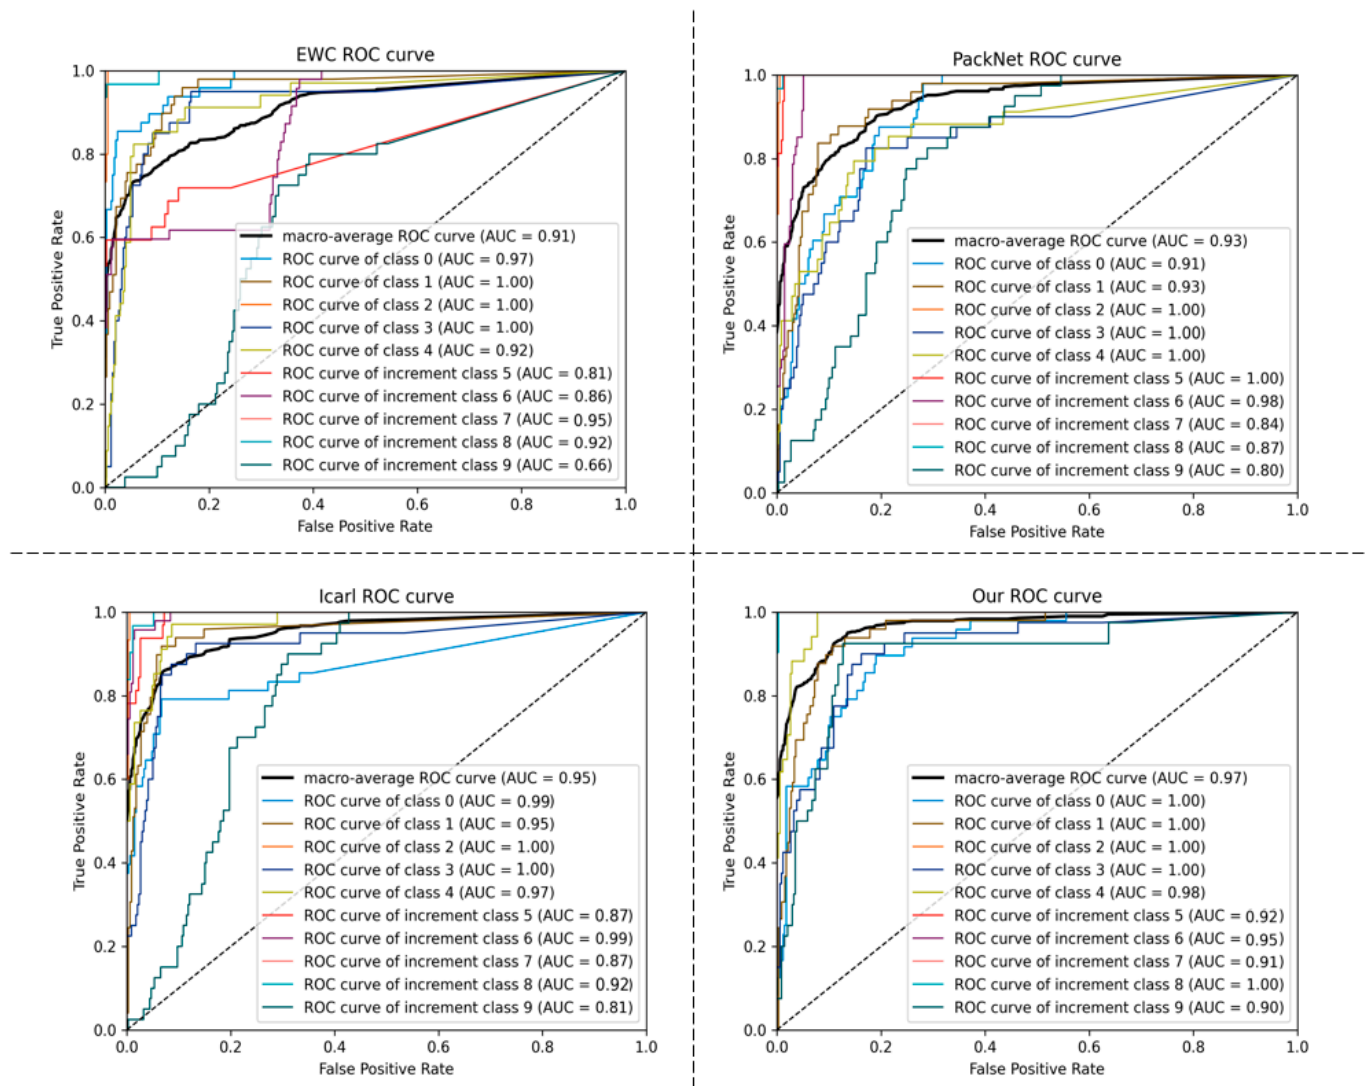 EWC ROC curve
1.0
0.8
0.6
0.4
0.2
0.0
True Positive Rate
macro-average ROC curve (AUC = 0.91)
ROC curve of class 0 (AUC = 0.97)
ROC curve of class 1 (AUC = 1.00)
ROC curve of class 2 (AUC = 1.00)
ROC curve of class 3 (AUC = 1.00)
ROC curve of class 4 (AUC = 0.92)
ROC curve of increment class 5 (AUC = 0.81)
ROC curve of increment class 6 (AUC = 0.86)
ROC curve of increment class 7 (AUC = 0.95)
ROC curve of increment class 8 (AUC = 0.92)
ROC curve of increment class 9 (AUC = 0.66)
0.0 0.2 0.4 0.6 0.8 1.0
False Positive Rate
PackNet ROC curve
1.0
0.8
0.6
0.4
0.2
0.0
True Positive Rate
macro-average ROC curve (AUC = 0.93)
ROC curve of class 0 (AUC = 0.91)
ROC curve of class 1 (AUC = 0.93)
ROC curve of class 2 (AUC = 1.00)
ROC curve of class 3 (AUC = 1.00)
ROC curve of class 4 (AUC = 1.00)
ROC curve of increment class 5 (AUC = 1.00)
ROC curve of increment class 6 (AUC = 0.98)
ROC curve of increment class 7 (AUC = 0.84)
ROC curve of increment class 8 (AUC = 0.87)
ROC curve of increment class 9 (AUC = 0.80)
0.0 0.2 0.4 0.6 0.8 1.0
False Positive Rate
Icarl ROC curve
1.0
0.8
0.6
0.4
0.2
0.0
True Positive Rate
macro-average ROC curve (AUC = 0.95)
ROC curve of class 0 (AUC = 0.99)
ROC curve of class 1 (AUC = 0.95)
ROC curve of class 2 (AUC = 1.00)
ROC curve of class 3 (AUC = 1.00)
ROC curve of class 4 (AUC = 0.97)
ROC curve of increment class 5 (AUC = 0.87)
ROC curve of increment class 6 (AUC = 0.99)
ROC curve of increment class 7 (AUC = 0.87)
ROC curve of increment class 8 (AUC = 0.92)
ROC curve of increment class 9 (AUC = 0.81)
0.0 0.2 0.4 0.6 0.8 1.0
False Positive Rate
Our ROC curve
1.0
0.8
0.6
0.4
0.2
0.0
True Positive Rate
macro-average ROC curve (AUC = 0.97)
ROC curve of class 0 (AUC = 1.00)
ROC curve of class 1 (AUC = 1.00)
ROC curve of class 2 (AUC = 1.00)
ROC curve of class 3 (AUC = 1.00)
ROC curve of class 4 (AUC = 0.98)
ROC curve of increment class 5 (AUC = 0.92)
ROC curve of increment class 6 (AUC = 0.95)
ROC curve of increment class 7 (AUC = 0.91)
ROC curve of increment class 8 (AUC = 1.00)
ROC curve of increment class 9 (AUC = 0.90)
0.0 0.2 0.4 0.6 0.8 1.0
False Positive Rate